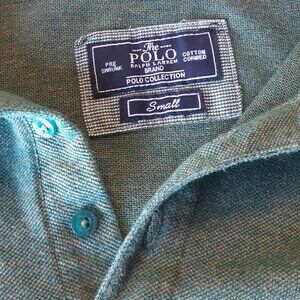 The
PRE SHRUNK POLO COTTON COMBED
RALPH LAUREN
BRAND
POLO COLLECTION
Small